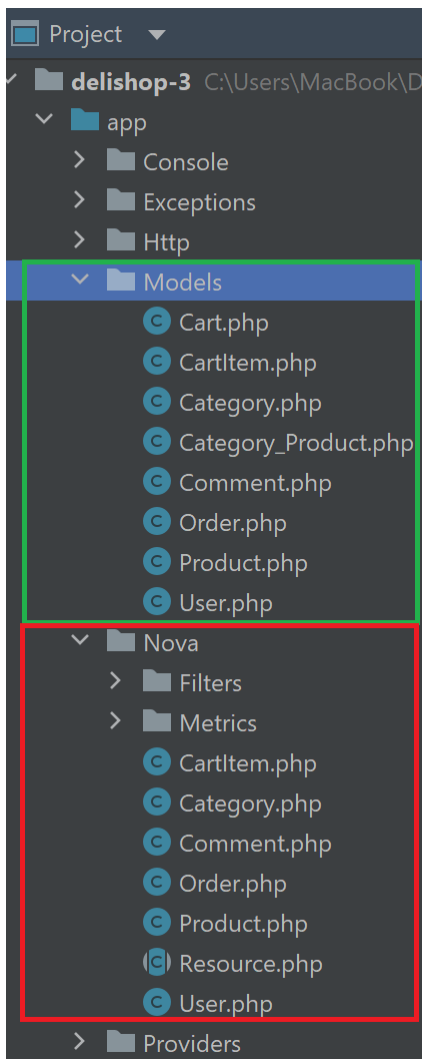 Project
delishop-3 C:\Users\MacBook\D
app
Console
Exceptions
Http
Models
Cart.php
CartItem.php
Category.php
Category_Product.php
Comment.php
Order.php
Product.php
User.php
Nova
Filters
Metrics
CartItem.php
Category.php
Comment.php
Order.php
Product.php
Resource.php
User.php
Providers